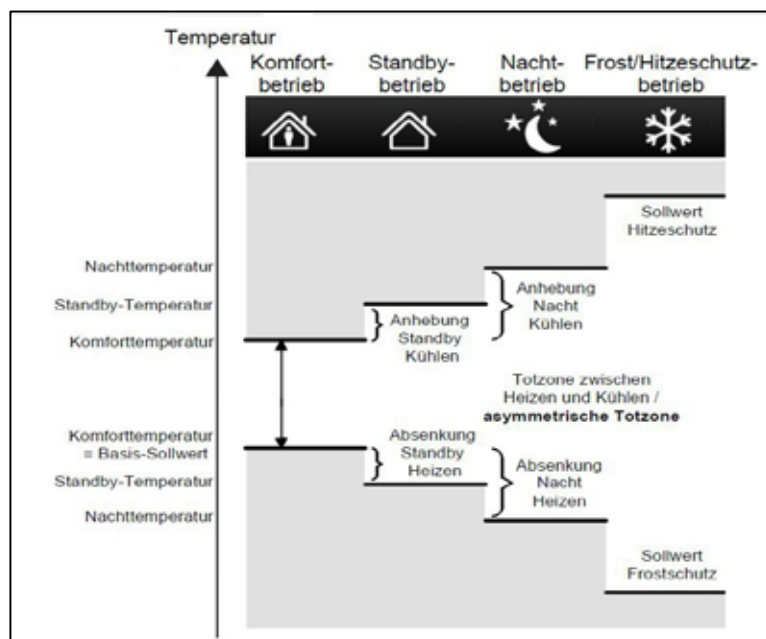 Temperatur
Komfort-
betrieb
Standby-
betrieb
Nacht-
betrieb
Frost/Hitzeschutz-
betrieb
Sollwert
Hitzeschutz
Nachttemperatur
Standby-Temperatur
Komforttemperatur
Anhebung
Standby
Kühlen
Anhebung
Nacht
Kühlen
Totzone zwischen
Heizen und Kühlen /
asymmetrische Totzone
Komforttemperatur
= Basis-Sollwert
Standby-Temperatur
Nachttemperatur
Absenkung
Standby
Heizen
Absenkung
Nacht
Heizen
Sollwert
Frostschutz